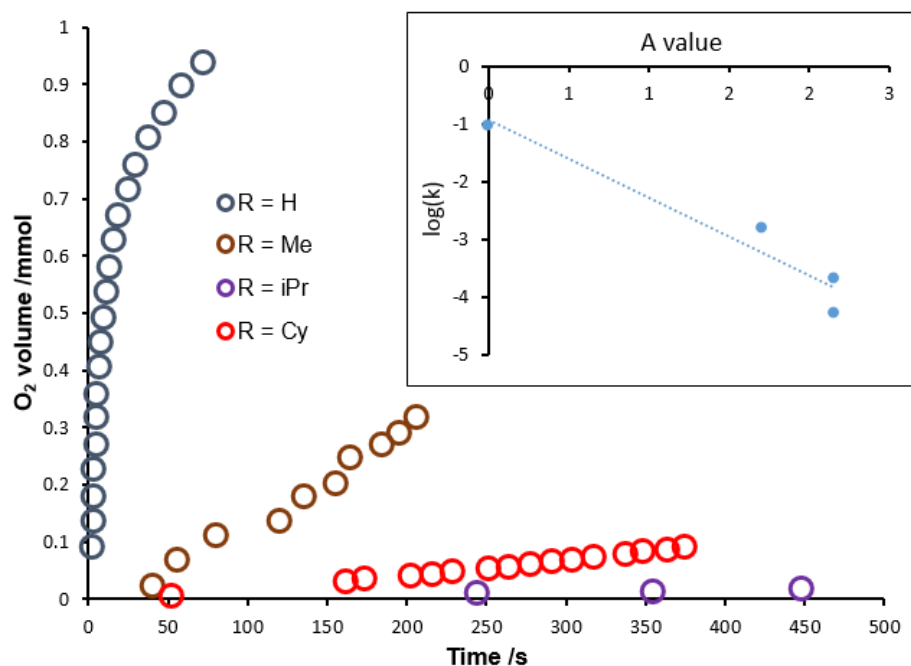 1
0.9
0.8
0.7
0.6
0.5
0.4
0.3
0.2
0.1
0
O₂ volume /mmol
0 50 100 150 200 250 300 350 400 450 500
Time /s
R = H
R = Me
R = iPr
R = Cy
A value
0 1 1 2 2 3
0
-1
-2
-3
-4
-5
log(k)